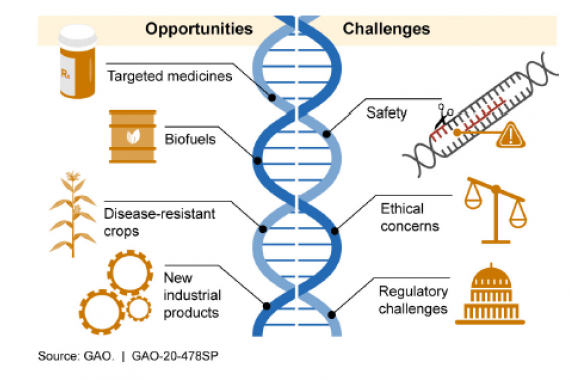 Opportunities
Challenges
Rx
Targeted medicines
Safety
Biofuels
Disease-resistant
crops
Ethical
concerns
New
industrial
products
Regulatory
challenges
Source: GAO. | GAO-20-478SP